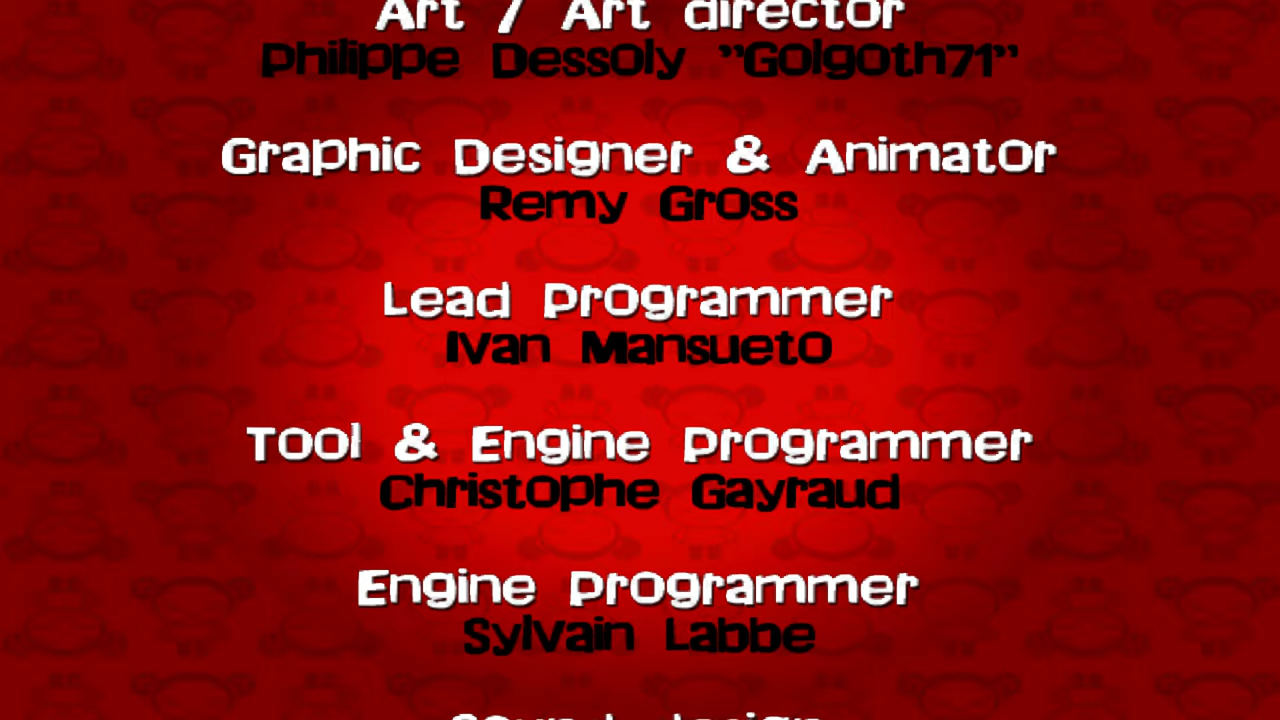 Art / Art director
Philippe Dessoly "Golgoth71"
Graphic Designer & Animator
Remy Gross
Lead Programmer
Ivan Mansueto
Tool & Engine Programmer
Christophe Gayraud
Engine Programmer
Sylvain Labbe